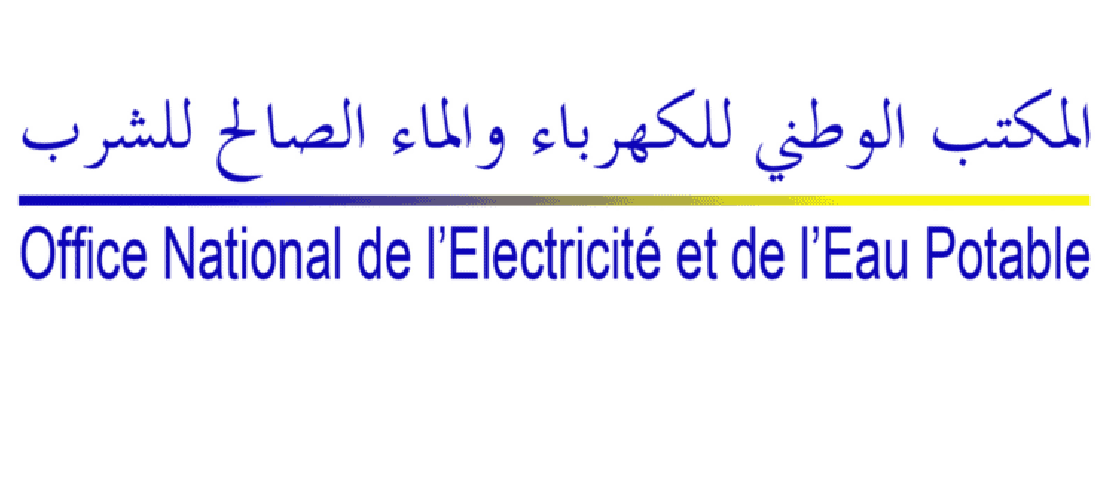 المكتب الوطني للكهرباء والماء الصالح للشرب
Office National de l’Electricité et de l’Eau Potable